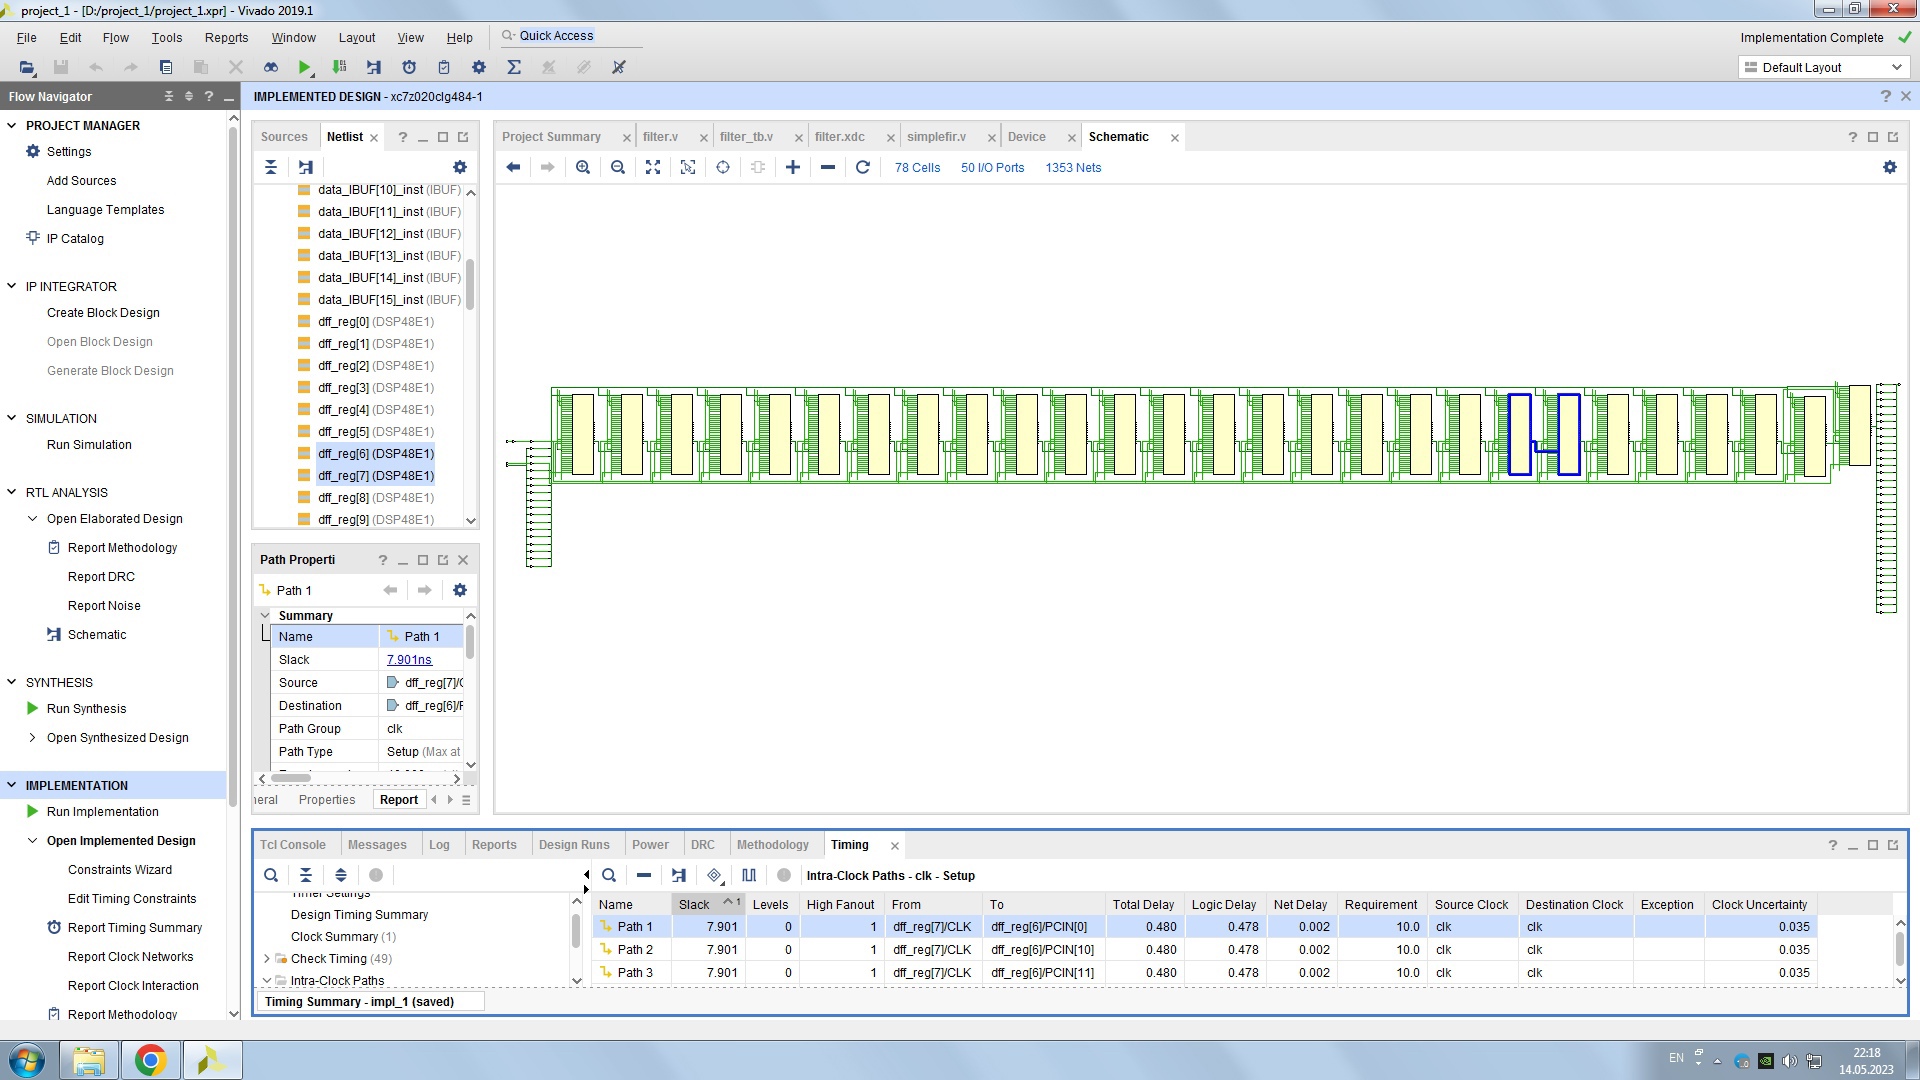 project_1 - [D:/project_1/project_1.xpr] - Vivado 2019.1
File Edit Flow Tools Reports Window Layout View Help Quick Access
Implementation Complete
Default Layout
Flow Navigator
PROJECT MANAGER
Settings
Add Sources
Language Templates
IP Catalog
IP INTEGRATOR
Create Block Design
Open Block Design
Generate Block Design
SIMULATION
Run Simulation
RTL ANALYSIS
Open Elaborated Design
Report Methodology
Report DRC
Report Noise
Schematic
SYNTHESIS
Run Synthesis
Open Synthesized Design
IMPLEMENTATION
Run Implementation
Open Implemented Design
Constraints Wizard
Edit Timing Constraints
Report Timing Summary
Report Clock Networks
Report Clock Interaction
Report Methodology
IMPLEMENTED DESIGN - xc7z020clg484-1
Sources Netlist
data_IBUF[10]_inst (IBUF)
data_IBUF[11]_inst (IBUF)
data_IBUF[12]_inst (IBUF)
data_IBUF[13]_inst (IBUF)
data_IBUF[14]_inst (IBUF)
data_IBUF[15]_inst (IBUF)
dff_reg[0] (DSP48E1)
dff_reg[1] (DSP48E1)
dff_reg[2] (DSP48E1)
dff_reg[3] (DSP48E1)
dff_reg[4] (DSP48E1)
dff_reg[5] (DSP48E1)
dff_reg[6] (DSP48E1)
dff_reg[7] (DSP48E1)
dff_reg[8] (DSP48E1)
dff_reg[9] (DSP48E1)
Path Properti
Path 1
Summary
Name Path 1
Slack 7.901ns
Source dff_reg[7]/
Destination dff_reg[6]/
Path Group clk
Path Type Setup (Max at
neral Properties Report
Project Summary filter.v filter_tb.v filter.xdc simplefir.v Device Schematic
78 Cells 50 I/O Ports 1353 Nets
Tcl Console Messages Log Reports Design Runs Power DRC Methodology Timing
Timer Settings
Design Timing Summary
Clock Summary (1)
Check Timing (49)
Intra-Clock Paths
Timing Summary - impl_1 (saved)
Intra-Clock Paths - clk - Setup
Name Slack 1 Levels High Fanout From To Total Delay Logic Delay Net Delay Requirement Source Clock Destination Clock Exception Clock Uncertainty
Path 1 7.901 0 1 dff_reg[7]/CLK dff_reg[6]/PCIN[0] 0.480 0.478 0.002 10.0 clk clk 0.035
Path 2 7.901 0 1 dff_reg[7]/CLK dff_reg[6]/PCIN[10] 0.480 0.478 0.002 10.0 clk clk 0.035
Path 3 7.901 0 1 dff_reg[7]/CLK dff_reg[6]/PCIN[11] 0.480 0.478 0.002 10.0 clk clk 0.035
EN
22:18
14.05.2023